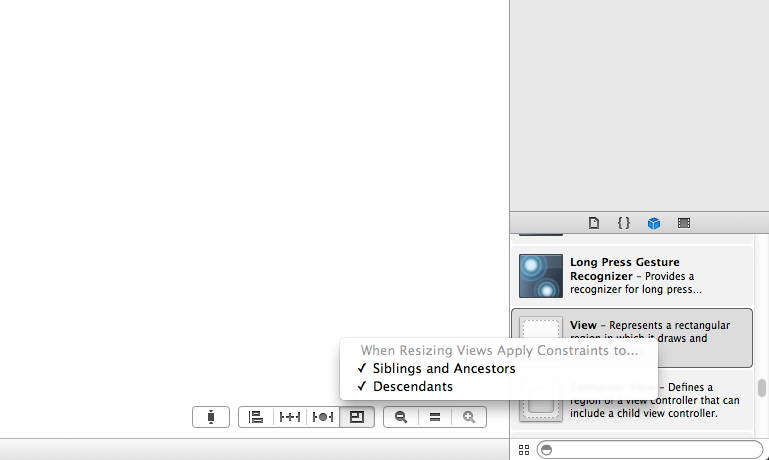 Long Press Gesture
Recognizer – Provides a
recognizer for long press...
View – Represents a rectangular
region in which it draws and
When Resizing Views Apply Constraints to...
✓ Siblings and Ancestors
✓ Descendants
Container View – Defines a
region of a view controller that can
include a child view controller.